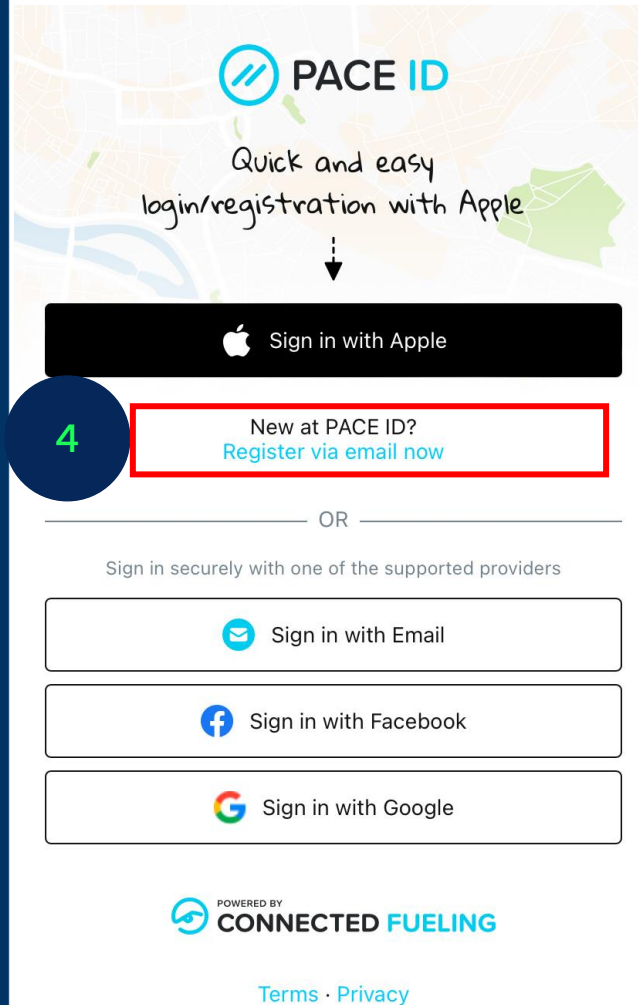 PACE ID
Quick and easy
login/registration with Apple
Sign in with Apple
4
New at PACE ID?
Register via email now
OR
Sign in securely with one of the supported providers
Sign in with Email
Sign in with Facebook
Sign in with Google
POWERED BY
CONNECTED FUELING
Terms · Privacy